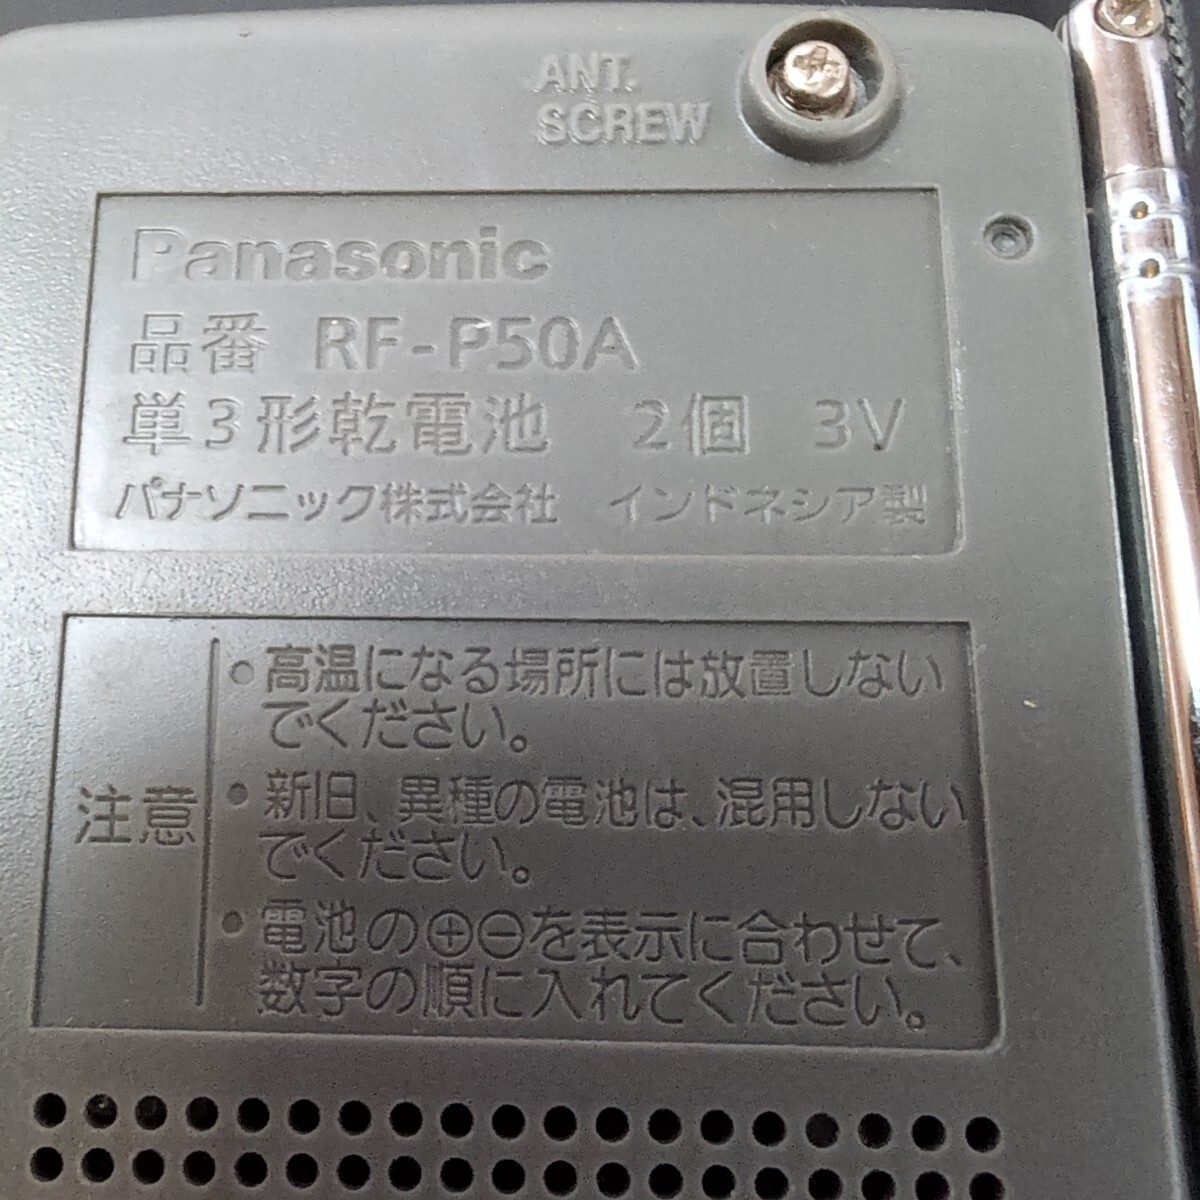 ANT.
SCREW
Panasonic
品番 RF-P50A
単3形乾電池 2個 3V
パナソニック株式会社 インドネシア製
注意
・高温になる場所には放置しない
でください。
・新旧、異種の電池は、混用しない
でください。
・電池の⊕⊖を表示に合わせて、
数字の順に入れてください。